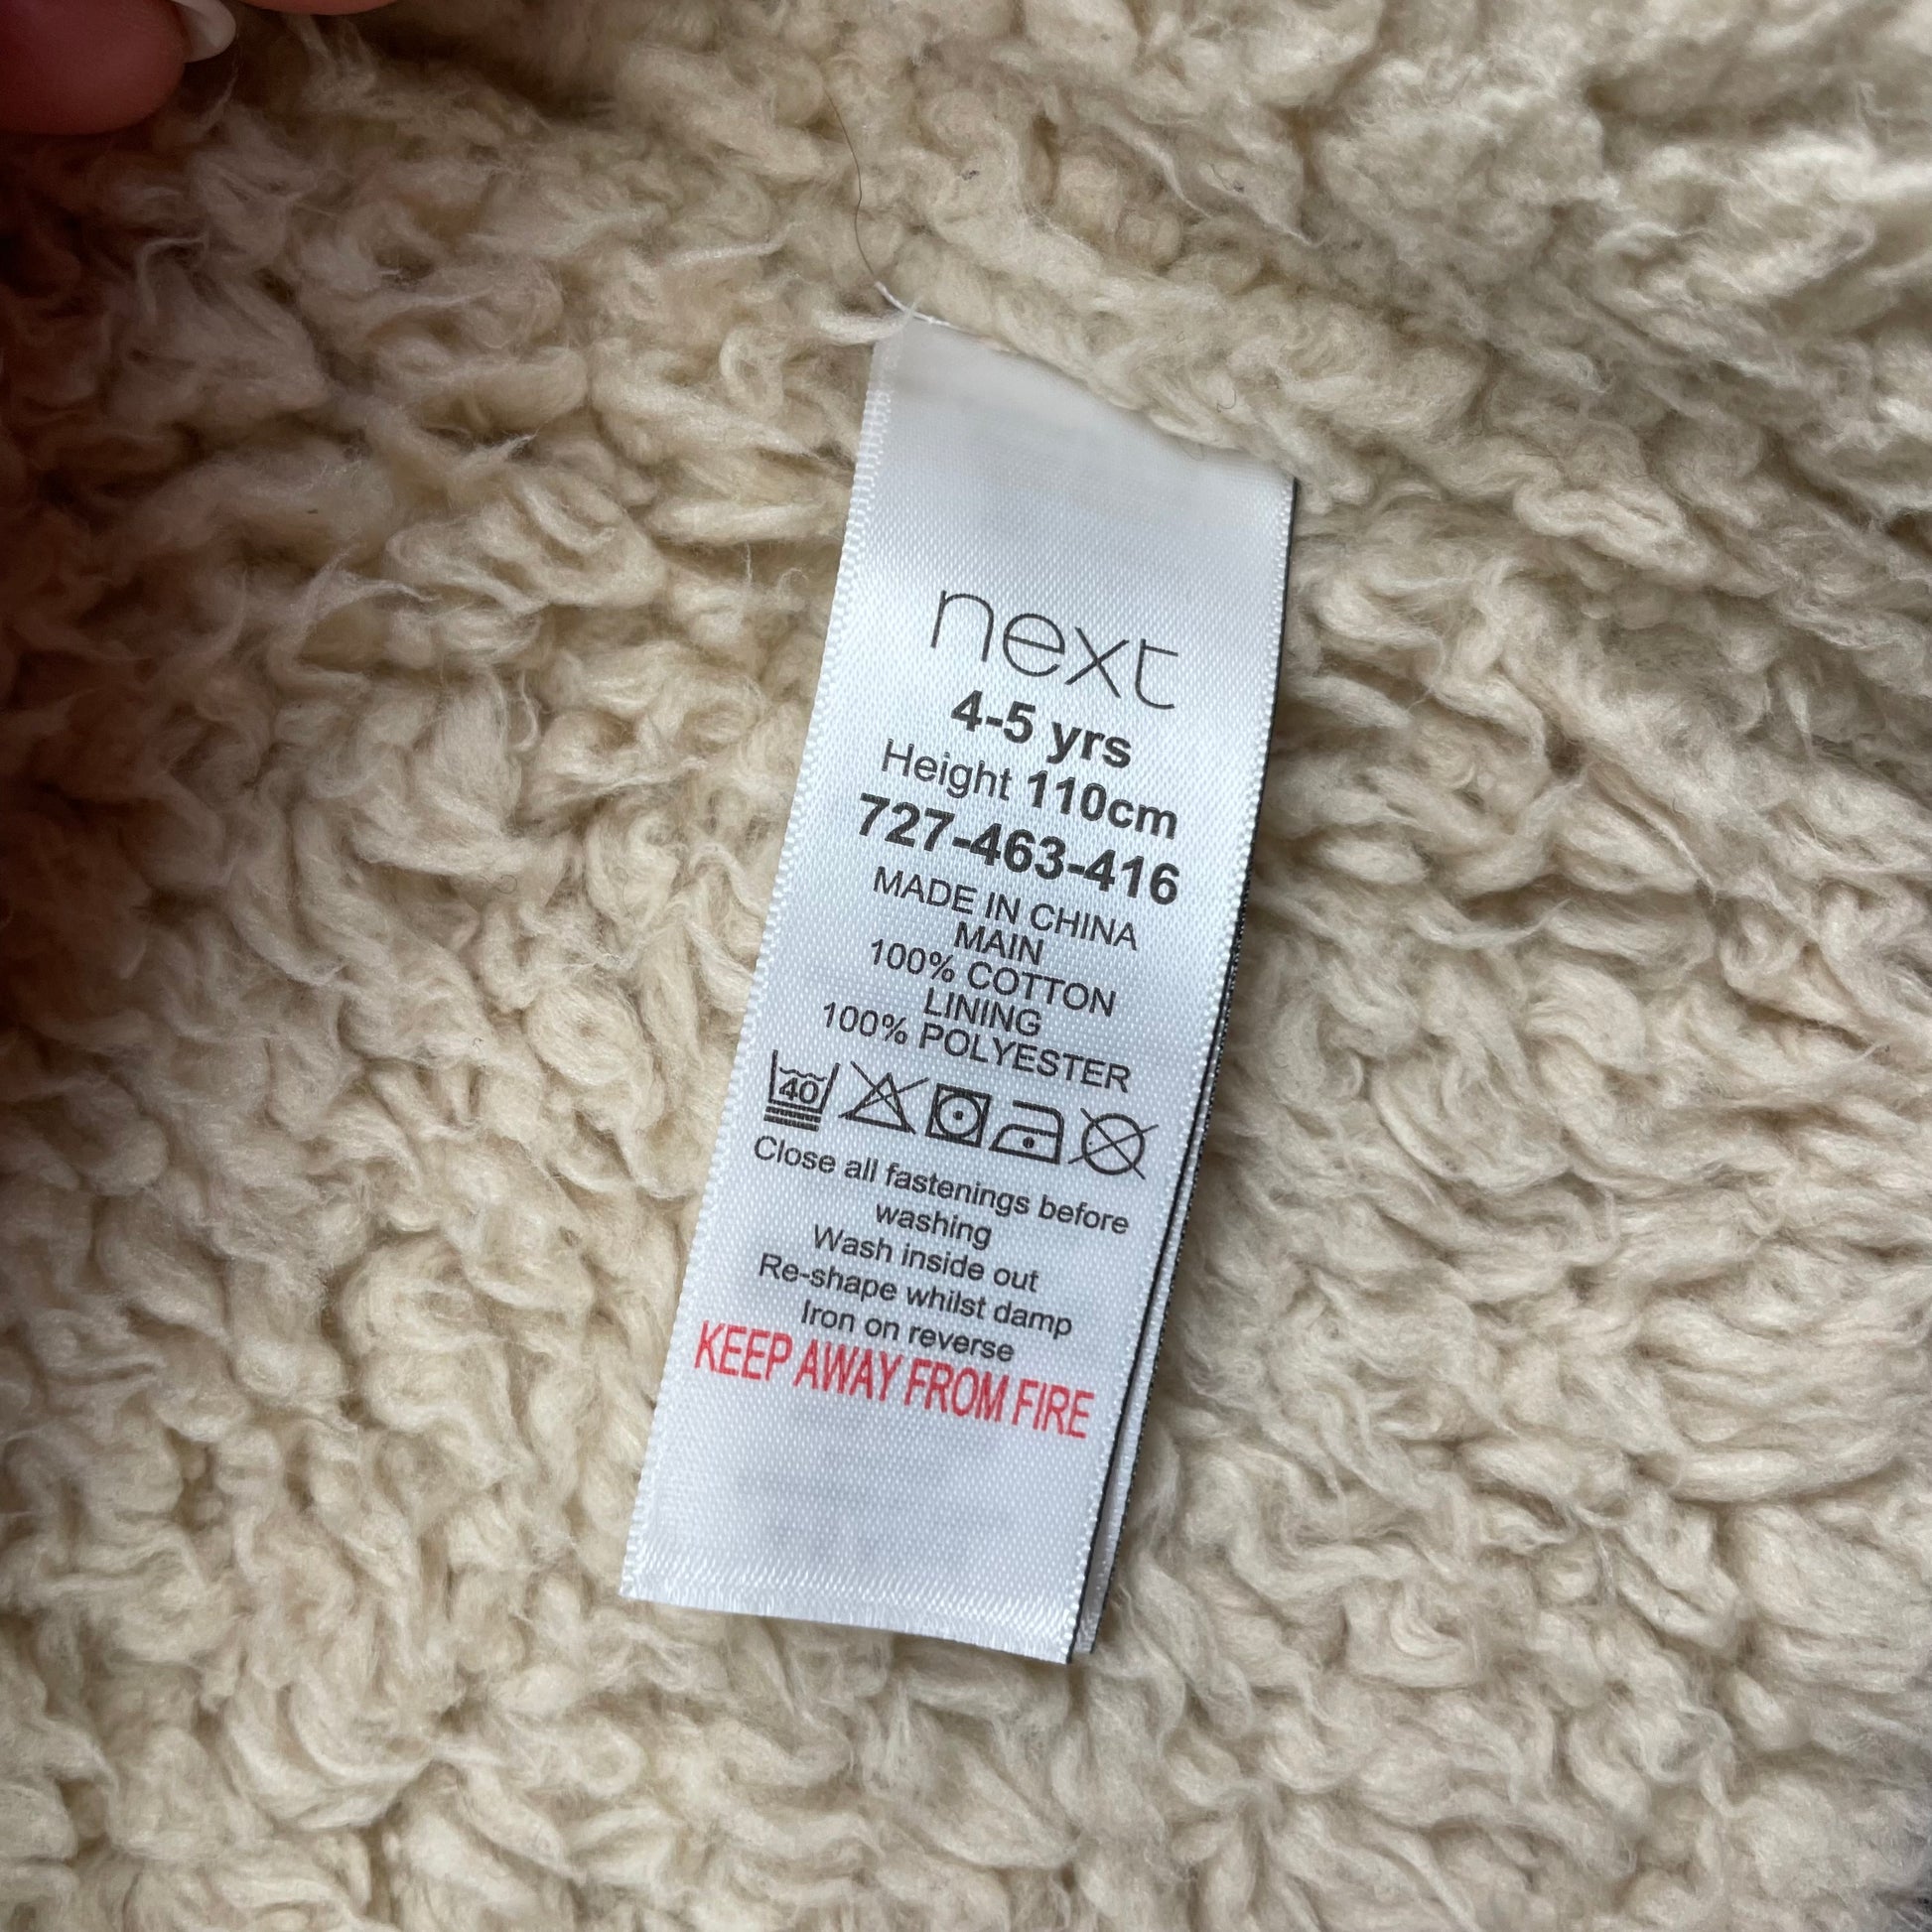 next
4-5 yrs
Height 110cm
727-463-416
MADE IN CHINA
MAIN
100% COTTON
LINING
100% POLYESTER
40
Close all fastenings before
washing
Wash inside out
Re-shape whilst damp
Iron on reverse
KEEP AWAY FROM FIRE